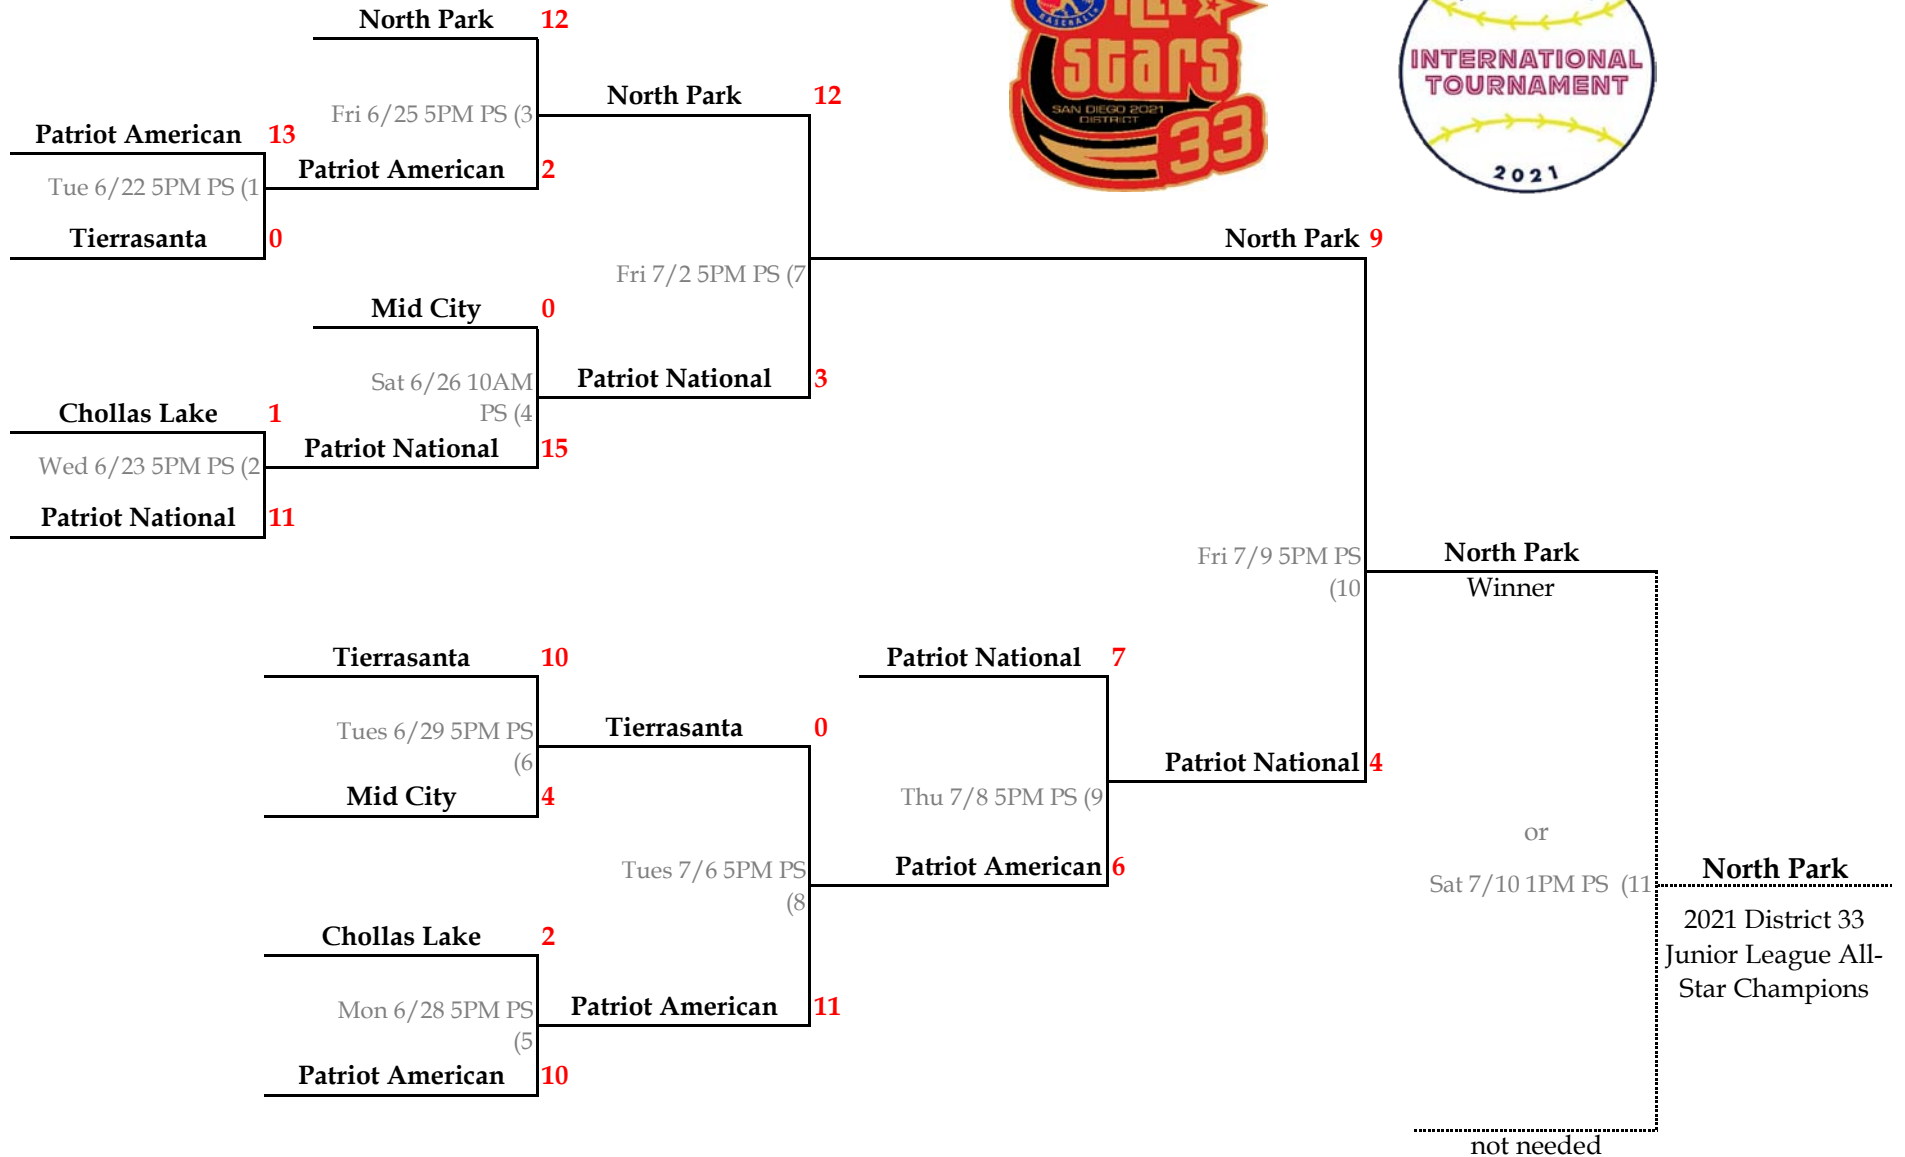 North Park 12
Fri 6/25 5PM PS (3
North Park 12
Patriot American 13
Tue 6/22 5PM PS (1
Patriot American 2
Tierrasanta 0
stars
SAN DIEGO 2021
DISTRICT
33
BASEBALL
INTERNATIONAL
TOURNAMENT
2021
North Park 9
Fri 7/2 5PM PS (7
Mid City 0
Sat 6/26 10AM
PS (4
Patriot National 3
Chollas Lake 1
Wed 6/23 5PM PS (2
Patriot National 15
Patriot National 11
Fri 7/9 5PM PS
(10
North Park
Winner
Tierrasanta 10
Tues 6/29 5PM PS
(6
Tierrasanta 0
Mid City 4
Patriot National 7
Thu 7/8 5PM PS (9
Patriot National 4
Tues 7/6 5PM PS
(8
Patriot American 6
or
Sat 7/10 1PM PS (11
North Park
2021 District 33
Junior League All-
Star Champions
Chollas Lake 2
Mon 6/28 5PM PS
(5
Patriot American 11
Patriot American 10
not needed